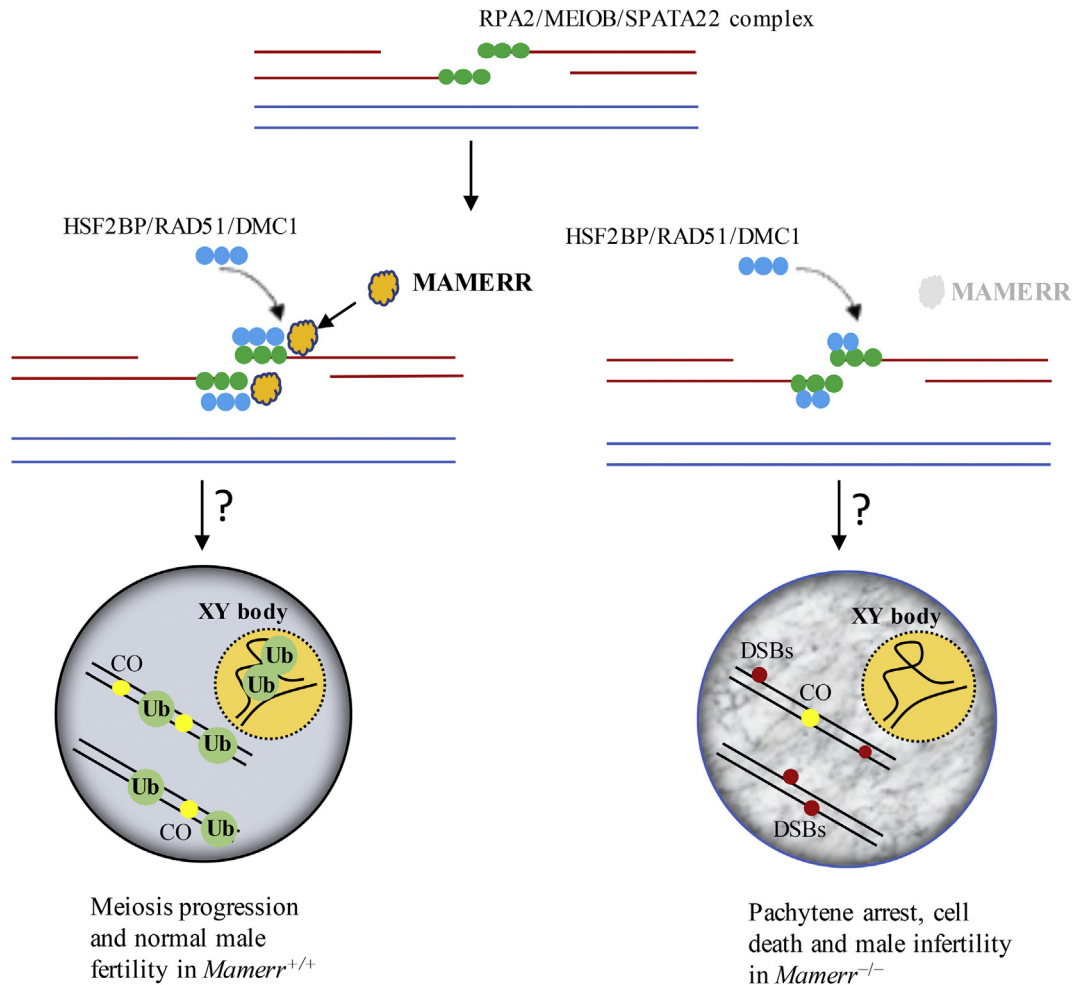 RPA2/MEIOB/SPATA22 complex
HSF2BP/RAD51/DMC1
MAMERR
HSF2BP/RAD51/DMC1
MAMERR
?
?
XY body
Ub
Ub
CO
Ub
Ub
Ub
CO
Ub
XY body
DSBs
CO
DSBs
Meiosis progression
and normal male
fertility in Mamerr+/+
Pachytene arrest, cell
death and male infertility
in Mamerr−/−